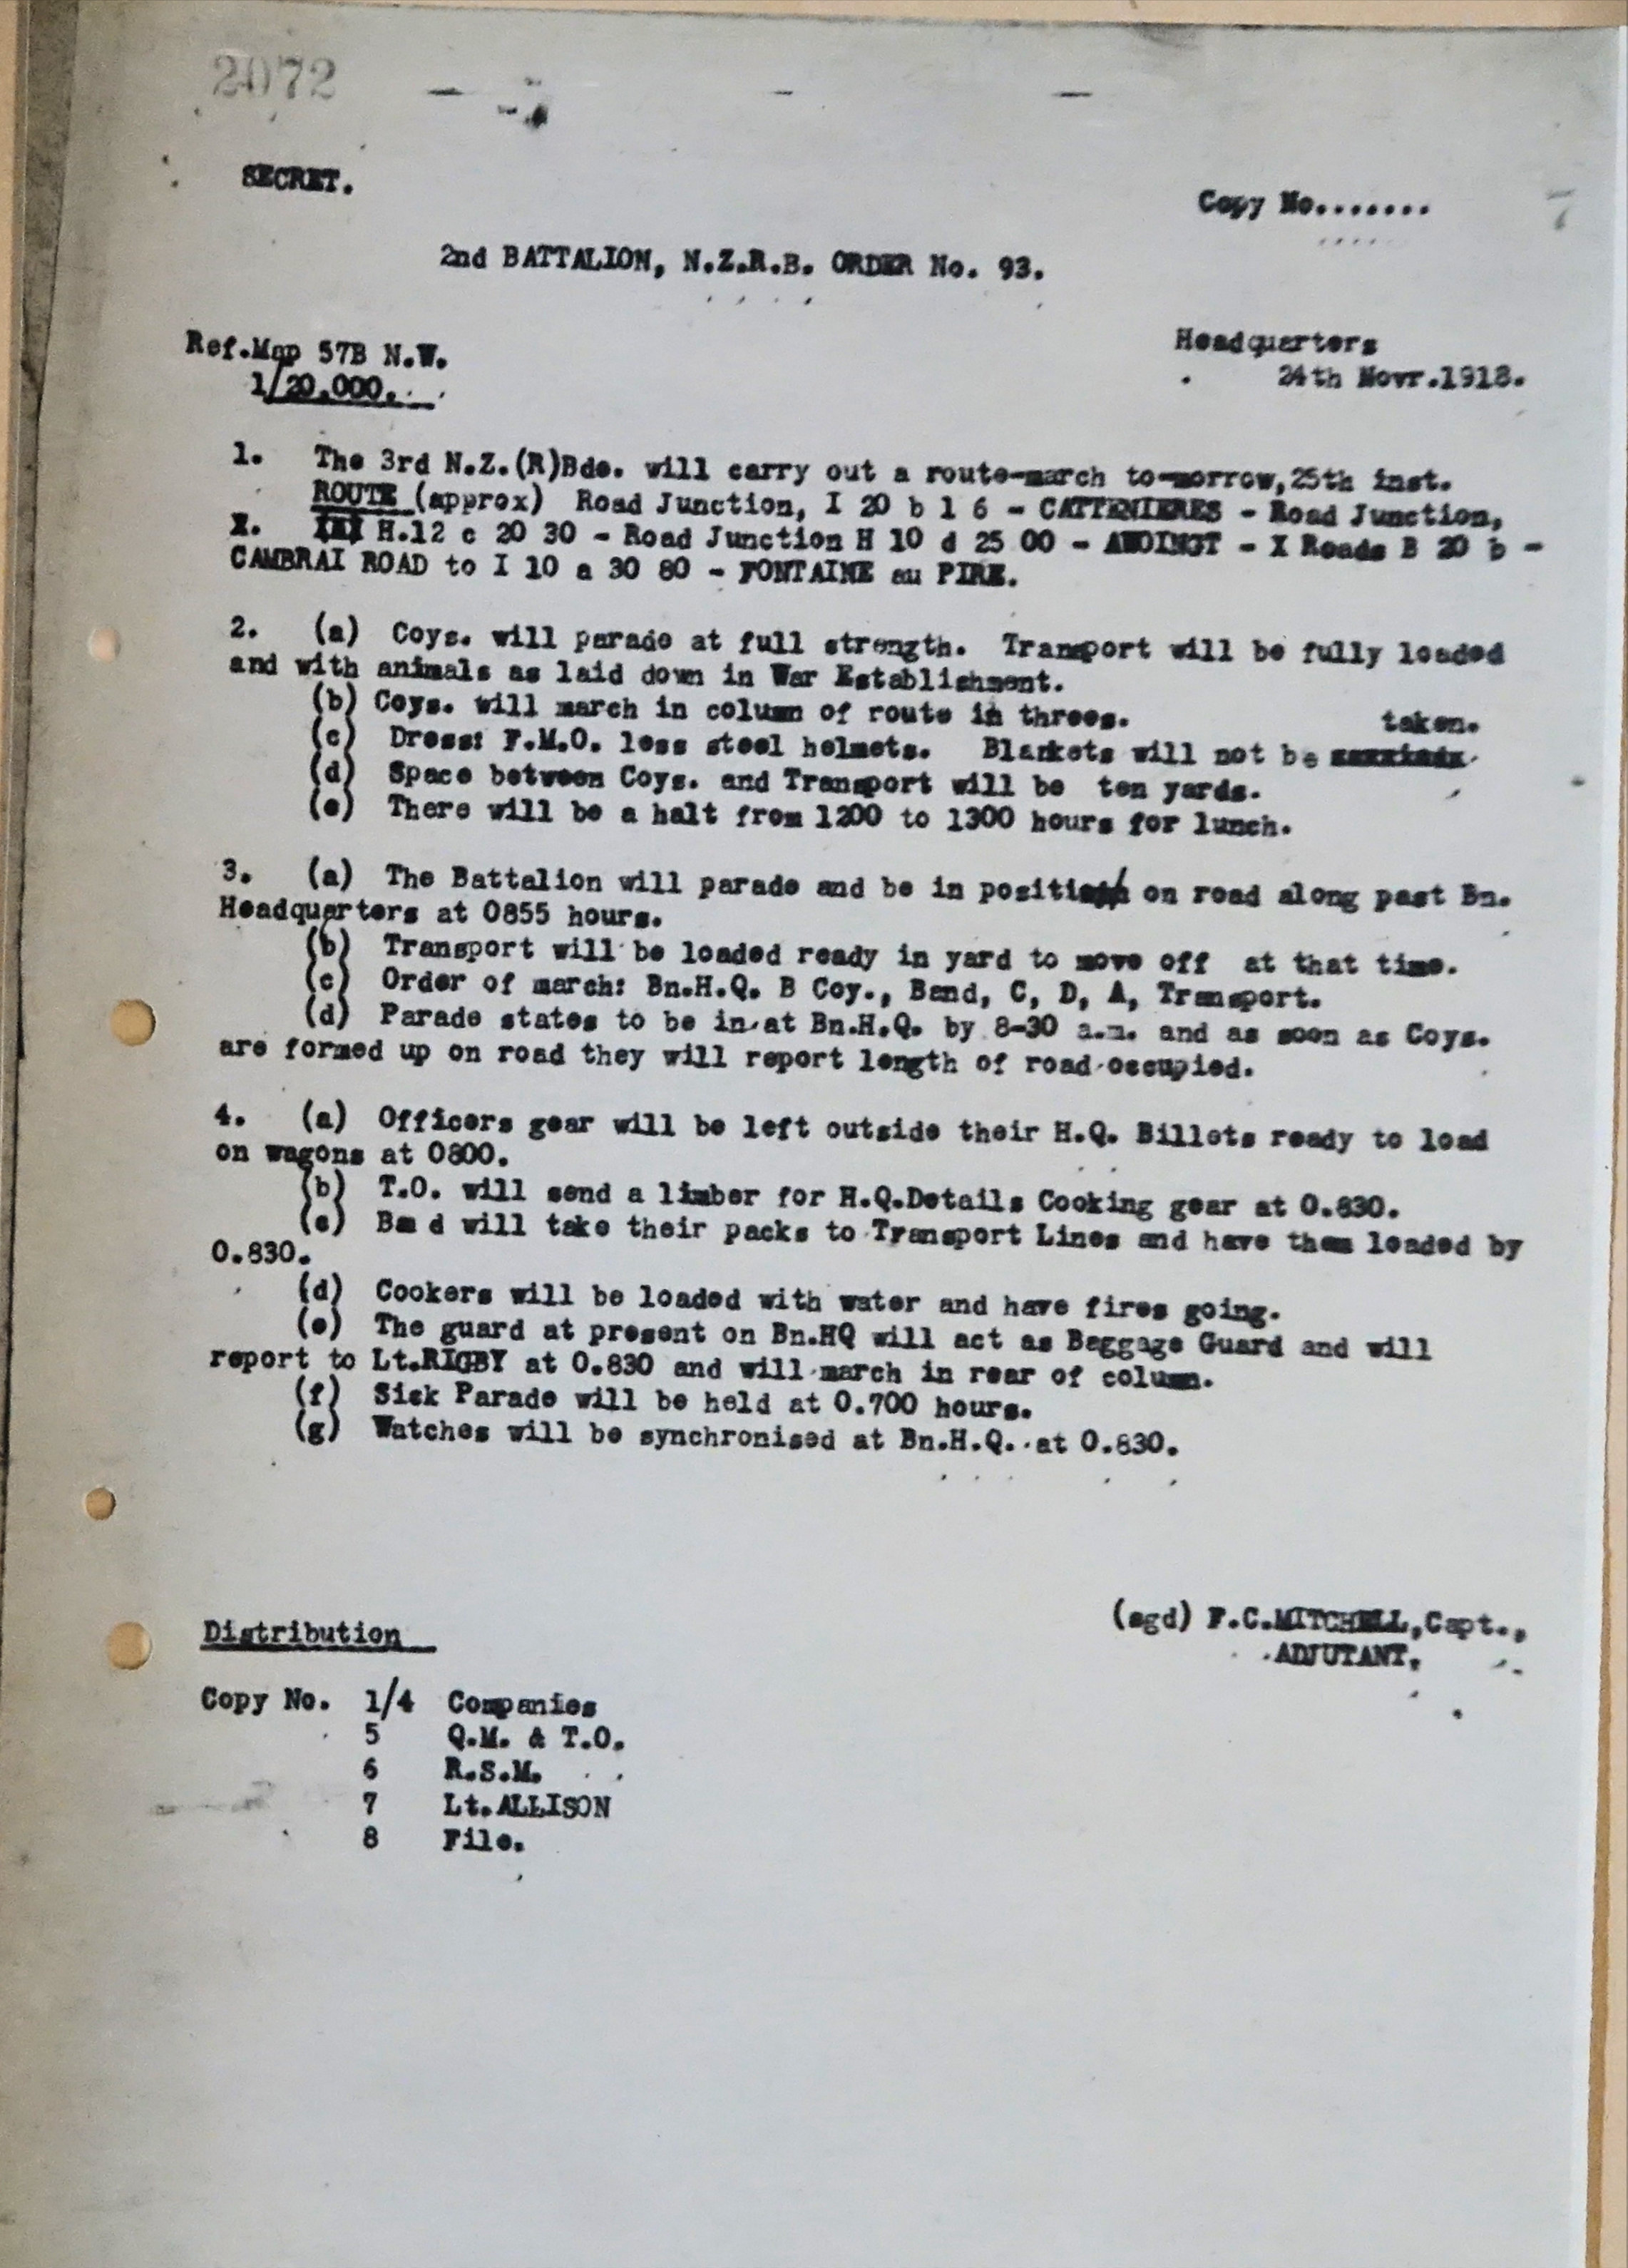 2072
SECRET.
Copy No....... 7
2nd BATTALION, N.Z.R.B. ORDER No. 93.
Ref.Map 57B N.W.
1/20,000.
Headquarters
24th Novr.1918.
1. The 3rd N.Z.(R)Bde. will carry out a route-march to-morrow,25th inst.
ROUTE (approx) Road Junction, I 20 b 1 6 - CATTENIERES - Road Junction,
H.12 c 20 30 - Road Junction H 10 d 25 00 - AWOINGT - X Roads B 20 b -
CAMBRAI ROAD to I 10 a 30 80 - FONTAINE au PIRE.
2. (a) Coys. will parade at full strength. Transport will be fully loaded
and with animals as laid down in War Establishment.
(b) Coys. will march in column of route in threes.
taken.
(c) Dress: F.M.O. less steel helmets. Blankets will not be
(d) Space between Coys. and Transport will be ten yards.
(e) There will be a halt from 1200 to 1300 hours for lunch.
3. (a) The Battalion will parade and be in position on road along past Bn.
Headquarters at 0855 hours.
(b) Transport will be loaded ready in yard to move off at that time.
(c) Order of march: Bn.H.Q. B Coy., Band, C, D, A, Transport.
(d) Parade states to be in at Bn.H.Q. by 8-30 a.m. and as soon as Coys.
are formed up on road they will report length of road occupied.
4. (a) Officers gear will be left outside their H.Q. Billets ready to load
on wagons at 0800.
(b) T.O. will send a limber for H.Q.Details Cooking gear at 0.830.
(c) Band will take their packs to Transport Lines and have them loaded by
0.830.
(d) Cookers will be loaded with water and have fires going.
(e) The guard at present on Bn.HQ will act as Baggage Guard and will
report to Lt.RIGBY at 0.830 and will march in rear of column.
(f) Sick Parade will be held at 0.700 hours.
(g) Watches will be synchronised at Bn.H.Q. at 0.830.
(sgd) F.C.MITCHELL,Capt.,
ADJUTANT.
Distribution
Copy No. 1/4 Companies
5 Q.M. & T.O.
6 R.S.M.
7 Lt.ALLISON
8 File.